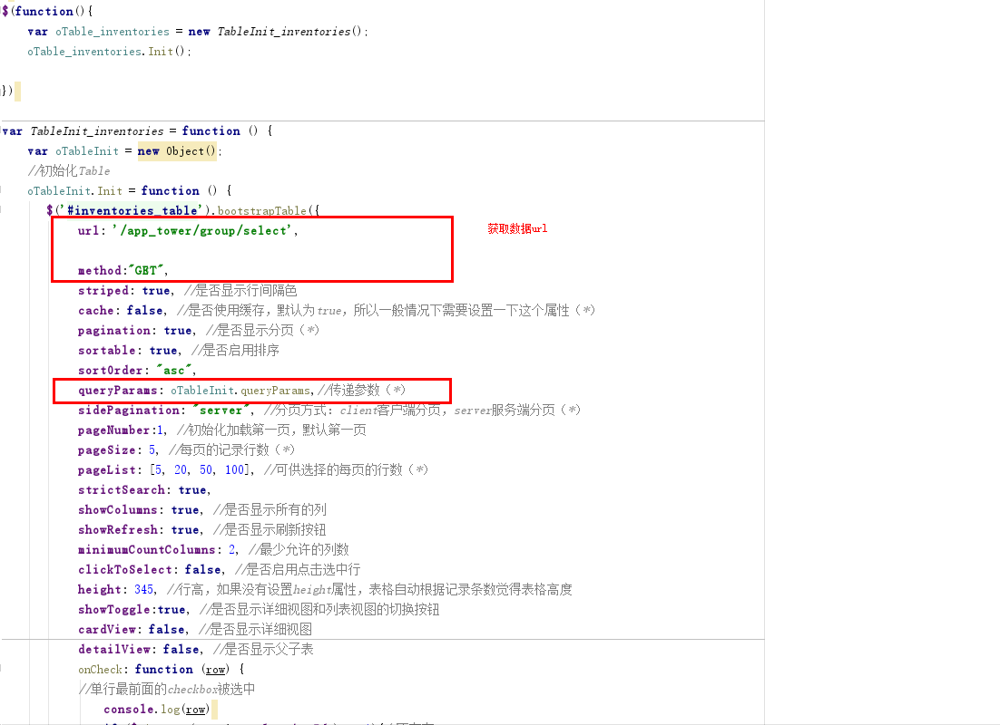 $(function(){
var oTable_inventories = new TableInit_inventories();
oTable_inventories.Init();
})
var TableInit_inventories = function () {
var oTableInit = new Object();
//初始化Table
oTableInit.Init = function () {
$('#inventories_table').bootstrapTable({
url: '/app_tower/group/select',
获取数据url
method:"GET",
striped: true, //是否显示行间隔色
cache: false, //是否使用缓存，默认为true，所以一般情况下需要设置一下这个属性（*）
pagination: true, //是否显示分页（*）
sortable: true, //是否启用排序
sortOrder: "asc",
queryParams: oTableInit.queryParams,//传递参数（*）
sidePagination: "server", //分页方式：client客户端分页，server服务端分页（*）
pageNumber:1, //初始化加载第一页，默认第一页
pageSize: 5, //每页的记录行数（*）
pageList: [5, 20, 50, 100], //可供选择的每页的行数（*）
strictSearch: true,
showColumns: true, //是否显示所有的列
showRefresh: true, //是否显示刷新按钮
minimumCountColumns: 2, //最少允许的列数
clickToSelect: false, //是否启用点击选中行
height: 345, //行高，如果没有设置height属性，表格自动根据记录条数觉得表格高度
showToggle:true, //是否显示详细视图和列表视图的切换按钮
cardView: false, //是否显示详细视图
detailView: false, //是否显示父子表
onCheck: function (row) {
//单行最前面的checkbox被选中
console.log(row)